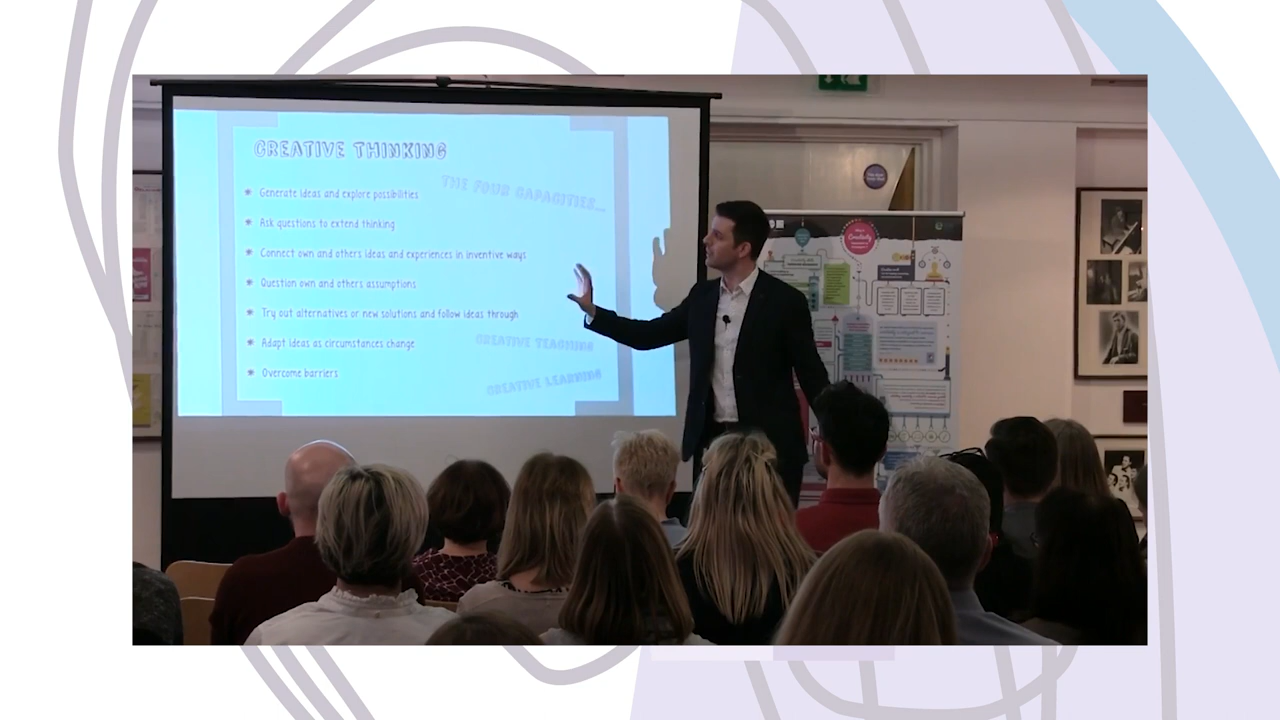 CREATIVE THINKING
THE FOUR CAPACITIES...
Generate ideas and explore possibilities
Ask questions to extend thinking
Connect own and others ideas and experiences in inventive ways
Question own and others assumptions
Try out alternatives or new solutions and follow ideas through
Adapt ideas as circumstances change
Overcome barriers
CREATIVE TEACHING
CREATIVE LEARNING
Creativity